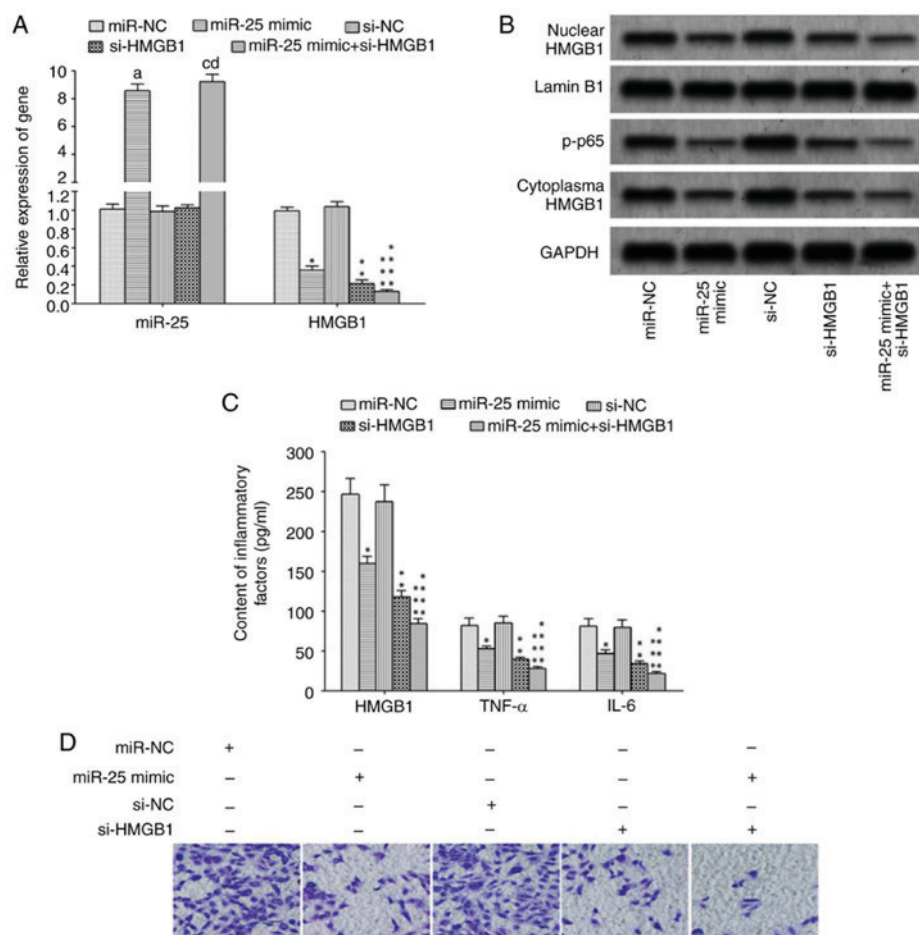 A
miR-NC miR-25 mimic si-NC
si-HMGB1 miR-25 mimic+si-HMGB1
Relative expression of gene
10
8
6
4
2
1.2
1.0
0.8
0.6
0.4
0.2
0.0
a
cd
*
* *
* * * * *
miR-25 HMGB1
B
Nuclear
HMGB1
Lamin B1
p-p65
Cytoplasma
HMGB1
GAPDH
miR-NC
miR-25
mimic
si-NC
si-HMGB1
miR-25 mimic+
si-HMGB1
C
miR-NC miR-25 mimic si-NC
si-HMGB1 miR-25 mimic+si-HMGB1
Content of inflammatory
factors (pg/ml)
300
250
200
150
100
50
0
*
* *
* * * * *
*
* *
* * * * *
*
* *
* * * * *
HMGB1 TNF-α IL-6
D
miR-NC + – – – –
miR-25 mimic – + – – +
si-NC – – + – –
si-HMGB1 – – – + +